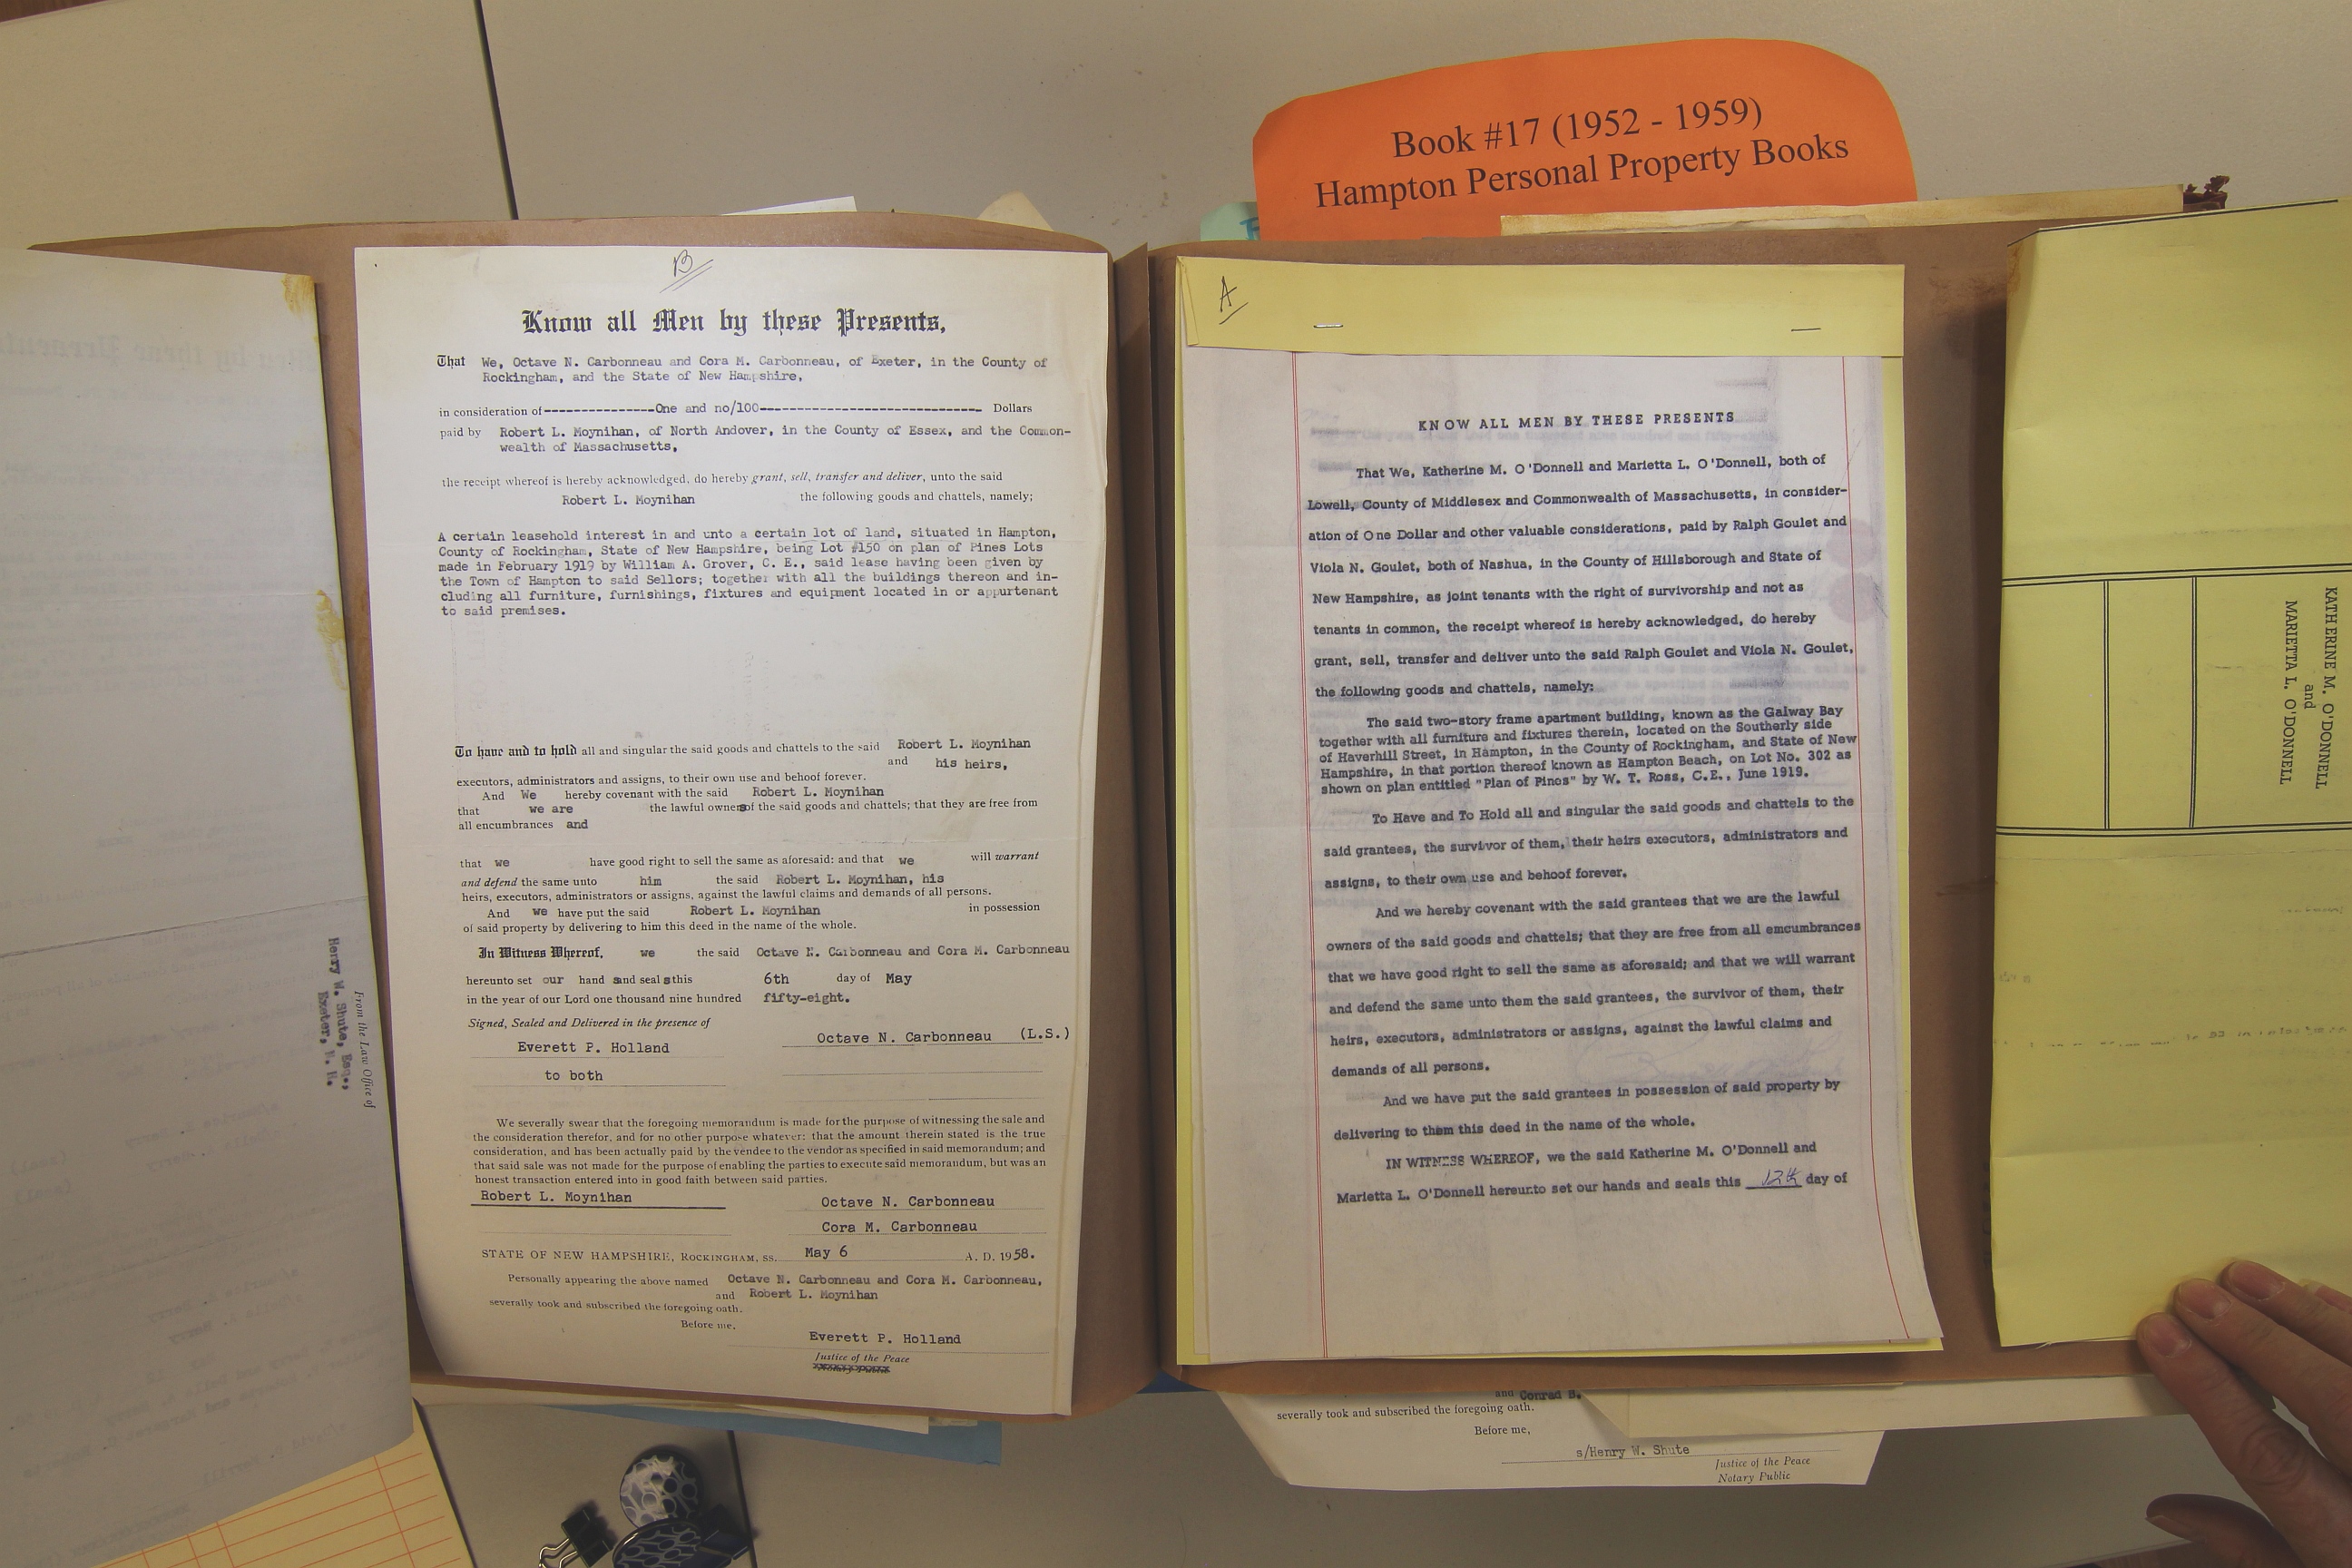 Book #17 (1952 - 1959)
Hampton Personal Property Books
B
Know all Men by these Presents,
That We, Octave N. Carbonneau and Cora M. Carbonneau, of Exeter, in the County of
Rockingham, and the State of New Hampshire,
in consideration of---------------One and no/100------------------------------ Dollars
paid by Robert L. Moynihan, of North Andover, in the County of Essex, and the Common-
wealth of Massachusetts,
the receipt whereof is hereby acknowledged, do hereby grant, sell, transfer and deliver, unto the said
Robert L. Moynihan the following goods and chattels, namely;
A certain leasehold interest in and unto a certain lot of land, situated in Hampton,
County of Rockingham, State of New Hampshire, being Lot #150 on plan of Pines Lots
made in February 1919 by William A. Grover, C. E., said lease having been given by
the Town of Hampton to said Sellors; together with all the buildings thereon and in-
cluding all furniture, furnishings, fixtures and equipment located in or appurtenant
to said premises.
To have and to hold all and singular the said goods and chattels to the said Robert L. Moynihan
and his heirs,
executors, administrators and assigns, to their own use and behoof forever.
And We hereby covenant with the said Robert L. Moynihan
that we are the lawful owners of the said goods and chattels; that they are free from
all encumbrances and
that we have good right to sell the same as aforesaid: and that we will warrant
and defend the same unto him the said Robert L. Moynihan, his
heirs, executors, administrators or assigns, against the lawful claims and demands of all persons.
And we have put the said Robert L. Moynihan in possession
of said property by delivering to him this deed in the name of the whole.
In Witness Whereof, we the said Octave N. Carbonneau and Cora M. Carbonneau
hereunto set our hand and seal s this 6th day of May
in the year of our Lord one thousand nine hundred fifty-eight.
Signed, Sealed and Delivered in the presence of
Everett P. Holland Octave N. Carbonneau (L.S.)
to both
We severally swear that the foregoing memorandum is made for the purpose of witnessing the sale and
the consideration therefor, and for no other purpose whatever: that the amount therein stated is the true
consideration, and has been actually paid by the vendee to the vendor as specified in said memorandum; and
that said sale was not made for the purpose of enabling the parties to execute said memorandum, but was an
honest transaction entered into in good faith between said parties.
Robert L. Moynihan Octave N. Carbonneau
Cora M. Carbonneau
STATE OF NEW HAMPSHIRE, ROCKINGHAM, SS. May 6 A. D. 1958.
Personally appearing the above named Octave N. Carbonneau and Cora M. Carbonneau,
and Robert L. Moynihan
severally took and subscribed the foregoing oath.
Before me,
Everett P. Holland
Justice of the Peace
Notary Public
From the Law Office of
Henry W. Shute, Esq.,
Exeter, N. H.
A
KNOW ALL MEN BY THESE PRESENTS
That We, Katherine M. O'Donnell and Marietta L. O'Donnell, both of
Lowell, County of Middlesex and Commonwealth of Massachusetts, in consider-
ation of One Dollar and other valuable considerations, paid by Ralph Goulet and
Viola N. Goulet, both of Nashua, in the County of Hillsborough and State of
New Hampshire, as joint tenants with the right of survivorship and not as
tenants in common, the receipt whereof is hereby acknowledged, do hereby
grant, sell, transfer and deliver unto the said Ralph Goulet and Viola N. Goulet,
the following goods and chattels, namely:
The said two-story frame apartment building, known as the Galway Bay
together with all furniture and fixtures therein, located on the Southerly side
of Haverhill Street, in Hampton, in the County of Rockingham, and State of New
Hampshire, in that portion thereof known as Hampton Beach, on Lot No. 302 as
shown on plan entitled "Plan of Pines" by W. T. Ross, C.E., June 1919.
To Have and To Hold all and singular the said goods and chattels to the
said grantees, the survivor of them, their heirs executors, administrators and
assigns, to their own use and behoof forever.
And we hereby covenant with the said grantees that we are the lawful
owners of the said goods and chattels; that they are free from all emcumbrances
that we have good right to sell the same as aforesaid; and that we will warrant
and defend the same unto them the said grantees, the survivor of them, their
heirs, executors, administrators or assigns, against the lawful claims and
demands of all persons.
And we have put the said grantees in possession of said property by
delivering to them this deed in the name of the whole.
IN WITNESS WHEREOF, we the said Katherine M. O'Donnell and
Marietta L. O'Donnell hereunto set our hands and seals this 12th day of
KATHERINE M. O'DONNELL
and
MARIETTA L. O'DONNELL
and Conrad B.
severally took and subscribed the foregoing oath.
Before me,
s/Henry W. Shute
Justice of the Peace
Notary Public